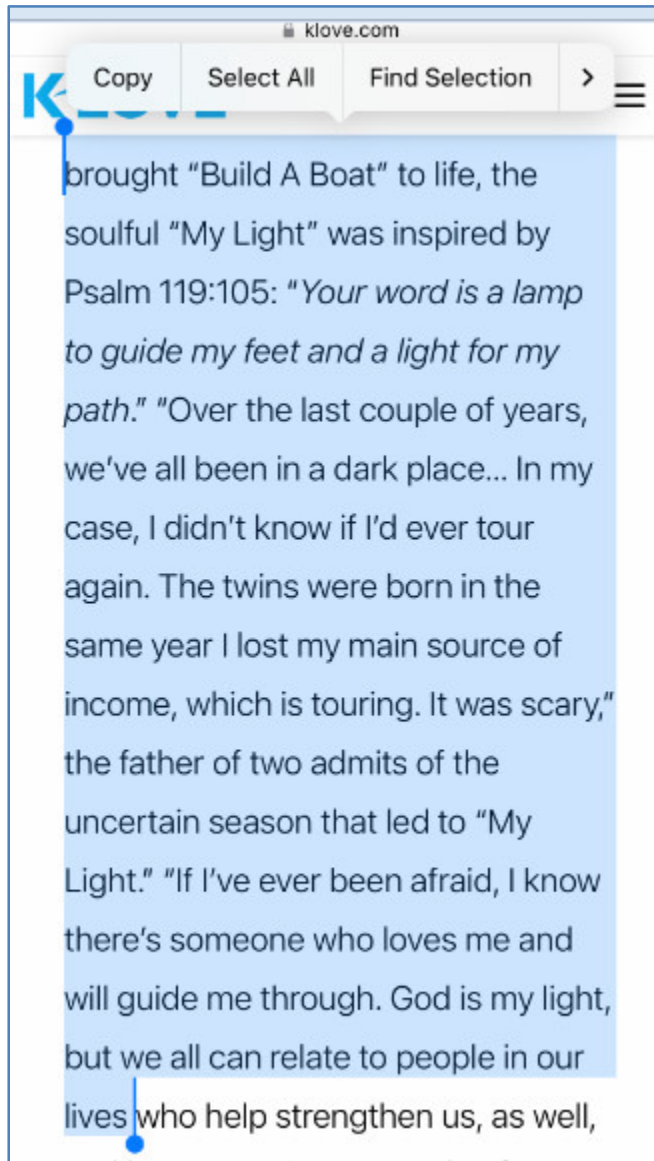 klove.com
Copy Select All Find Selection >
brought “Build A Boat” to life, the
soulful “My Light” was inspired by
Psalm 119:105: “Your word is a lamp
to guide my feet and a light for my
path.” “Over the last couple of years,
we’ve all been in a dark place... In my
case, I didn’t know if I’d ever tour
again. The twins were born in the
same year I lost my main source of
income, which is touring. It was scary,”
the father of two admits of the
uncertain season that led to “My
Light.” “If I’ve ever been afraid, I know
there’s someone who loves me and
will guide me through. God is my light,
but we all can relate to people in our
lives who help strengthen us, as well,